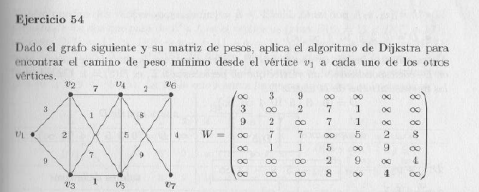 Ejercicio 54
Dado el grafo siguiente y su matriz de pesos, aplica el algoritmo de Dijkstra para
encontrar el camino de peso mínimo desde el vértice v₁ a cada uno de los otros
vértices.
v₂ 7 v₄ 2 v₆
3 1 8
v₁ 2 5 4
9 7 9
v₃ 1 v₅ v₇
W =
∞ 3 9 ∞ ∞ ∞ ∞
3 ∞ 2 7 1 ∞ ∞
9 2 ∞ 7 1 ∞ ∞
∞ 7 7 ∞ 5 2 8
∞ 1 1 5 ∞ 9 ∞
∞ ∞ ∞ 2 9 ∞ 4
∞ ∞ ∞ 8 ∞ 4 ∞